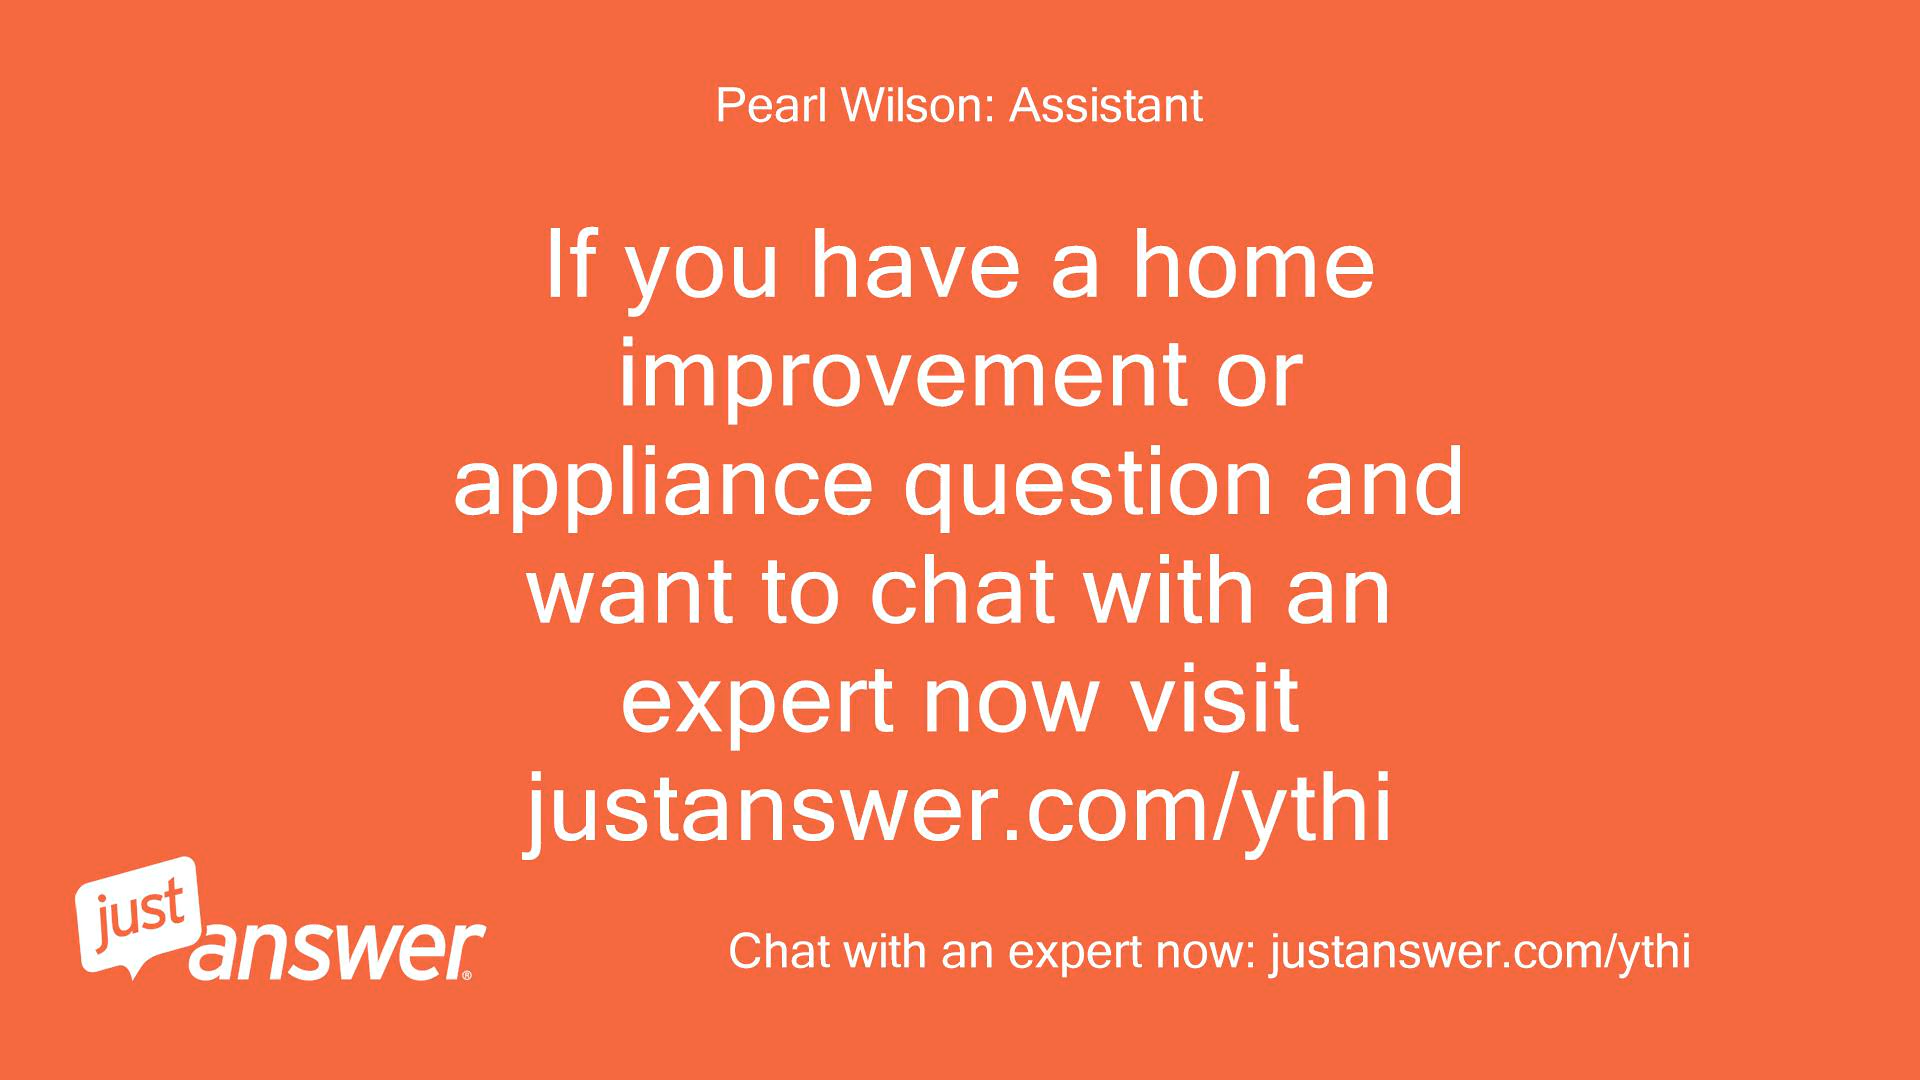 Pearl Wilson: Assistant
If you have a home
improvement or
appliance question and
want to chat with an
expert now visit
justanswer.com/ythi
just
answer®
Chat with an expert now: justanswer.com/ythi